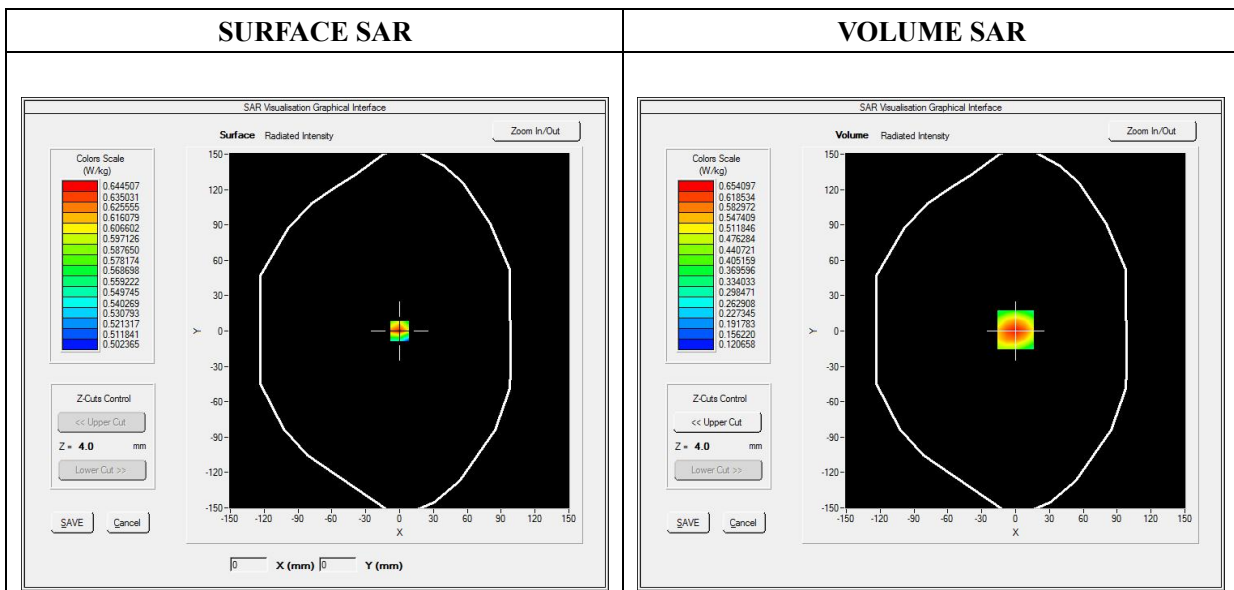 SURFACE SAR
VOLUME SAR
SAR Visualisation Graphical Interface
Surface Radiated Intensity
Zoom In/Out
Colors Scale
(W/kg)
0.644507
0.635031
0.625555
0.616079
0.606602
0.597126
0.587650
0.578174
0.568698
0.559222
0.549745
0.540269
0.530793
0.521317
0.511841
0.502365
Z-Cuts Control
<< Upper Cut
Z = 4.0 mm
Lower Cut >>
SAVE Cancel
150
120
90
60
30
0
-30
-60
-90
-120
-150
Y
-150 -120 -90 -60 -30 0 30 60 90 120 150
X
0 X (mm) 0 Y (mm)
SAR Visualisation Graphical Interface
Volume Radiated Intensity
Zoom In/Out
Colors Scale
(W/kg)
0.654097
0.618534
0.582972
0.547409
0.511846
0.476284
0.440721
0.405159
0.369596
0.334033
0.298471
0.262908
0.227345
0.191783
0.156220
0.120658
Z-Cuts Control
<< Upper Cut
Z = 4.0 mm
Lower Cut >>
SAVE Cancel
150
120
90
60
30
0
-30
-60
-90
-120
-150
Y
-150 -120 -90 -60 -30 0 30 60 90 120 150
X